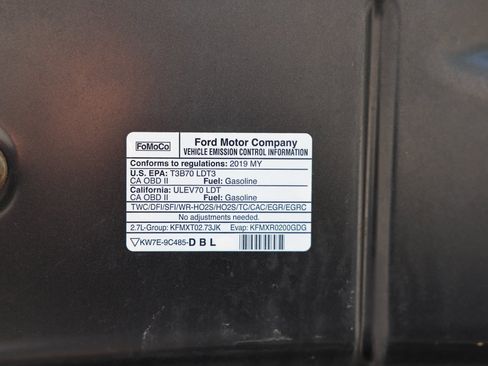 FoMoCo
Ford Motor Company
VEHICLE EMISSION CONTROL INFORMATION
Conforms to regulations: 2019 MY
U.S. EPA: T3B70 LDT3
CA OBD II Fuel: Gasoline
California: ULEV70 LDT
CA OBD II Fuel: Gasoline
TWC/DFI/SFI/WR-HO2S/HO2S/TC/CAC/EGR/EGRC
No adjustments needed.
2.7L-Group: KFMXT02.73JK Evap: KFMXR0200GDG
KW7E-9C485-DBL